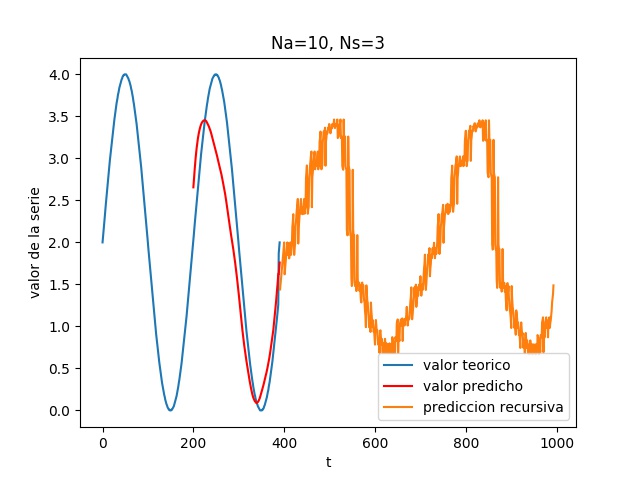 Na=10, Ns=3
valor de la serie
4.0
3.5
3.0
2.5
2.0
1.5
1.0
0.5
0.0
valor teorico
valor predicho
prediccion recursiva
0 200 400 600 800 1000
t